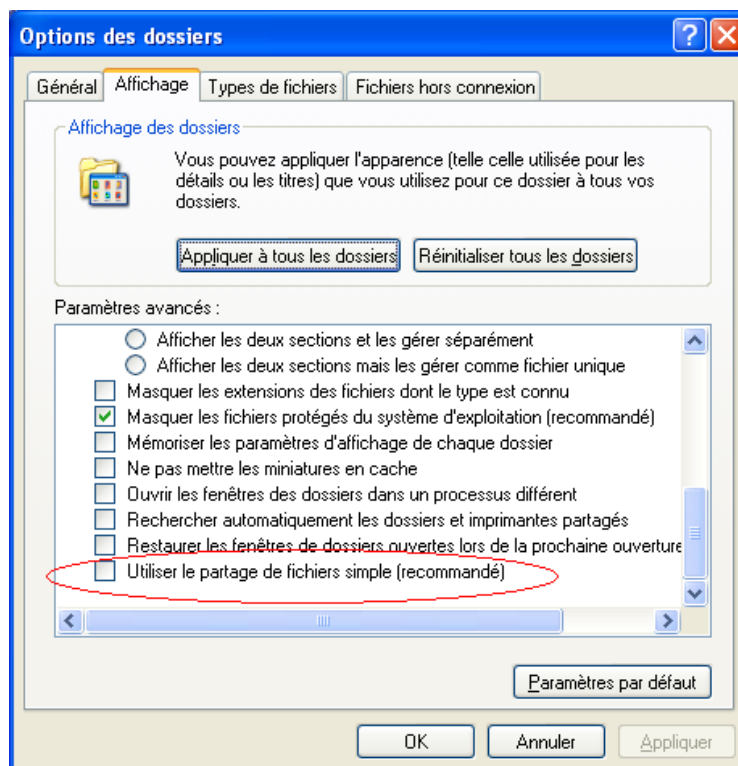 Options des dossiers
Général Affichage Types de fichiers Fichiers hors connexion
Affichage des dossiers
Vous pouvez appliquer l'apparence (telle celle utilisée pour les
détails ou les titres) que vous utilisez pour ce dossier à tous vos
dossiers.
Appliquer à tous les dossiers Réinitialiser tous les dossiers
Paramètres avancés :
Afficher les deux sections et les gérer séparément
Afficher les deux sections mais les gérer comme fichier unique
Masquer les extensions des fichiers dont le type est connu
Masquer les fichiers protégés du système d'exploitation (recommandé)
Mémoriser les paramètres d'affichage de chaque dossier
Ne pas mettre les miniatures en cache
Ouvrir les fenêtres des dossiers dans un processus différent
Rechercher automatiquement les dossiers et imprimantes partagés
Restaurer les fenêtres de dossiers ouvertes lors de la prochaine ouverture
Utiliser le partage de fichiers simple (recommandé)
Paramètres par défaut
OK Annuler Appliquer